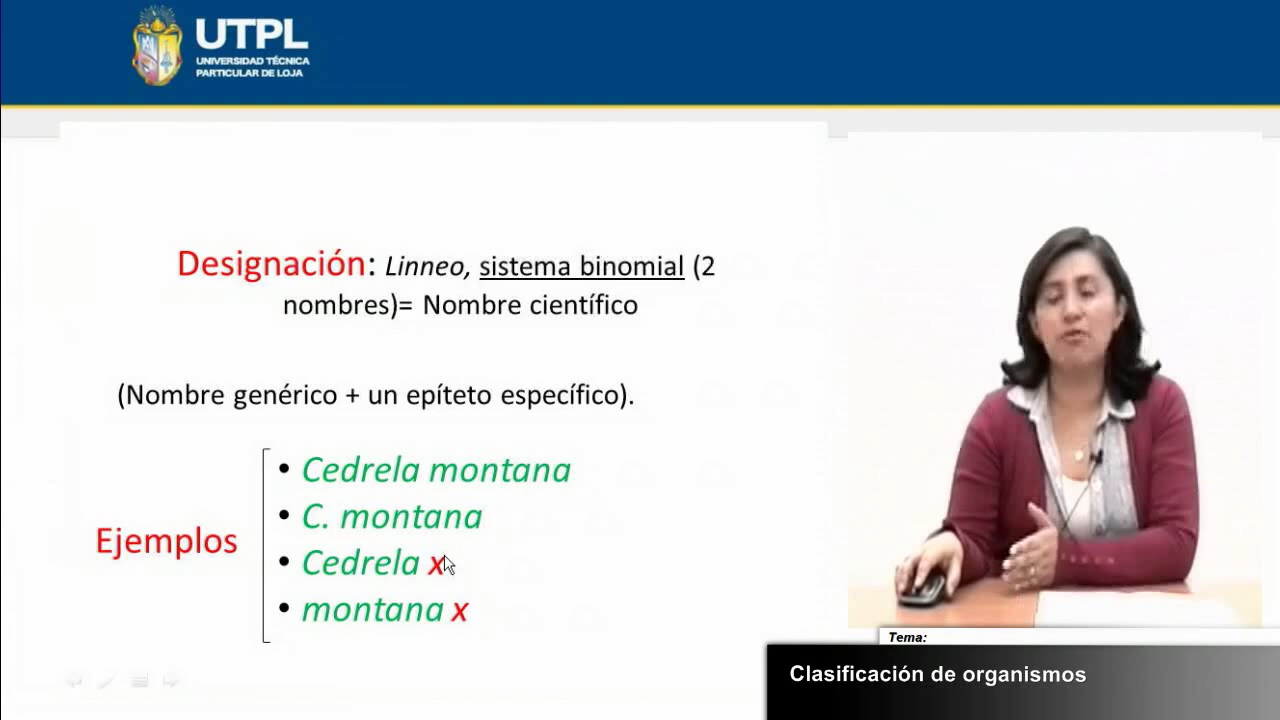 UTPL
UNIVERSIDAD TÉCNICA
PARTICULAR DE LOJA
Designación: Linneo, sistema binomial (2
nombres)= Nombre científico
(Nombre genérico + un epíteto específico).
Ejemplos
• Cedrela montana
• C. montana
• Cedrela x
• montana x
Tema:
Clasificación de organismos